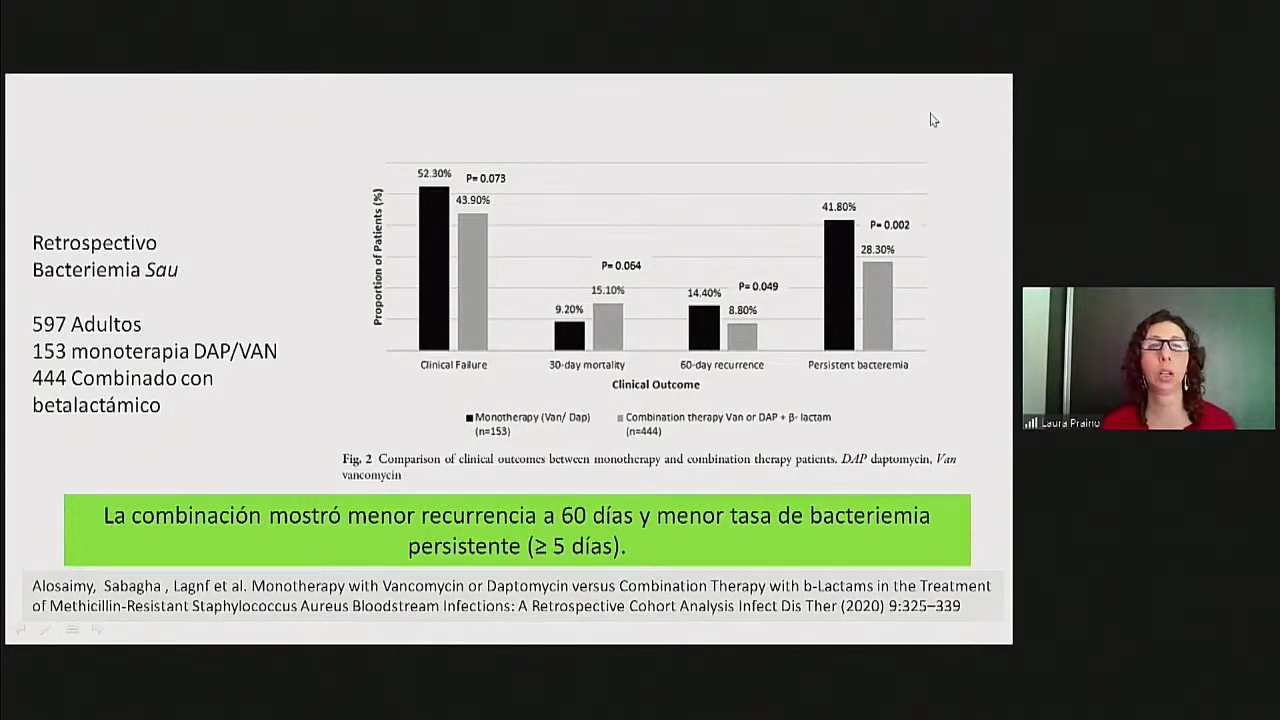 Retrospectivo
Bacteriemia Sau
597 Adultos
153 monoterapia DAP/VAN
444 Combinado con
betalactámico
Proportion of Patients (%)
52.30%
P= 0.073
43.90%
P= 0.064
9.20%
15.10%
14.40%
P= 0.049
8.80%
41.80%
P= 0.002
28.30%
Clinical Failure
30-day mortality
60-day recurrence
Persistent bacteremia
Clinical Outcome
Monotherapy (Van/ Dap)
(n=153)
Combination therapy Van or DAP + β- lactam
(n=444)
Fig. 2 Comparison of clinical outcomes between monotherapy and combination therapy patients. DAP daptomycin, Van
vancomycin
La combinación mostró menor recurrencia a 60 días y menor tasa de bacteriemia
persistente (≥ 5 días).
Alosaimy, Sabagha , Lagnf et al. Monotherapy with Vancomycin or Daptomycin versus Combination Therapy with b-Lactams in the Treatment
of Methicillin-Resistant Staphylococcus Aureus Bloodstream Infections: A Retrospective Cohort Analysis Infect Dis Ther (2020) 9:325–339
Laura Praino